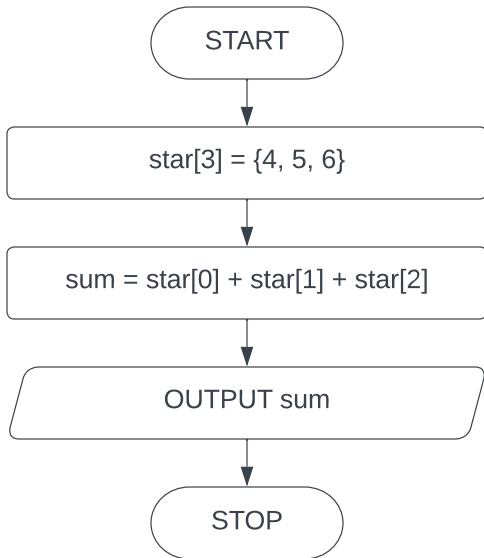 START
star[3] = {4, 5, 6}
sum = star[0] + star[1] + star[2]
OUTPUT sum
STOP